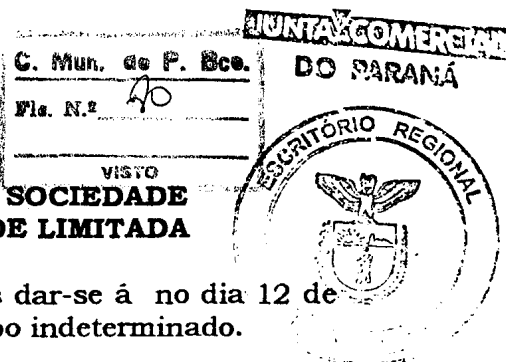 JUNTA COMERCIAL
DO PARANÁ
C. Mun. de P. Bco.
Fls. N.º 20
VISTO
ESCRITÓRIO REGIONAL
SOCIEDADE
DE LIMITADA
s dar-se á no dia 12 de
po indeterminado.